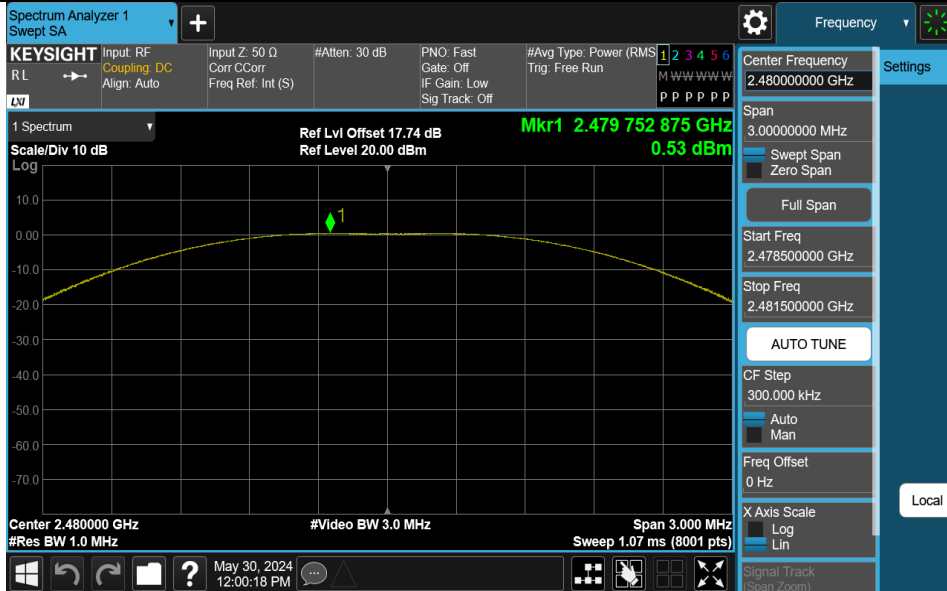 Spectrum Analyzer 1
Swept SA
▼
+
Frequency ▼
KEYSIGHT
RL
LXI
Input: RF
Coupling: DC
Align: Auto
Input Z: 50 Ω
Corr CCorr
Freq Ref: Int (S)
#Atten: 30 dB
PNO: Fast
Gate: Off
IF Gain: Low
Sig Track: Off
#Avg Type: Power (RMS
Trig: Free Run
1 2 3 4 5 6
M W W W W W
P P P P P P
1 Spectrum ▼
Scale/Div 10 dB
Ref Lvl Offset 17.74 dB
Ref Level 20.00 dBm
Mkr1 2.479 752 875 GHz
0.53 dBm
Log
10.0
0.00
-10.0
-20.0
-30.0
-40.0
-50.0
-60.0
-70.0
1
Center 2.480000 GHz
#Res BW 1.0 MHz
#Video BW 3.0 MHz
Span 3.000 MHz
Sweep 1.07 ms (8001 pts)
?
May 30, 2024
12:00:18 PM
Center Frequency
2.480000000 GHz
Span
3.00000000 MHz
Swept Span
Zero Span
Full Span
Start Freq
2.478500000 GHz
Stop Freq
2.481500000 GHz
AUTO TUNE
CF Step
300.000 kHz
Auto
Man
Freq Offset
0 Hz
X Axis Scale
Log
Lin
Signal Track
(Span Zoom)
Settings
Local